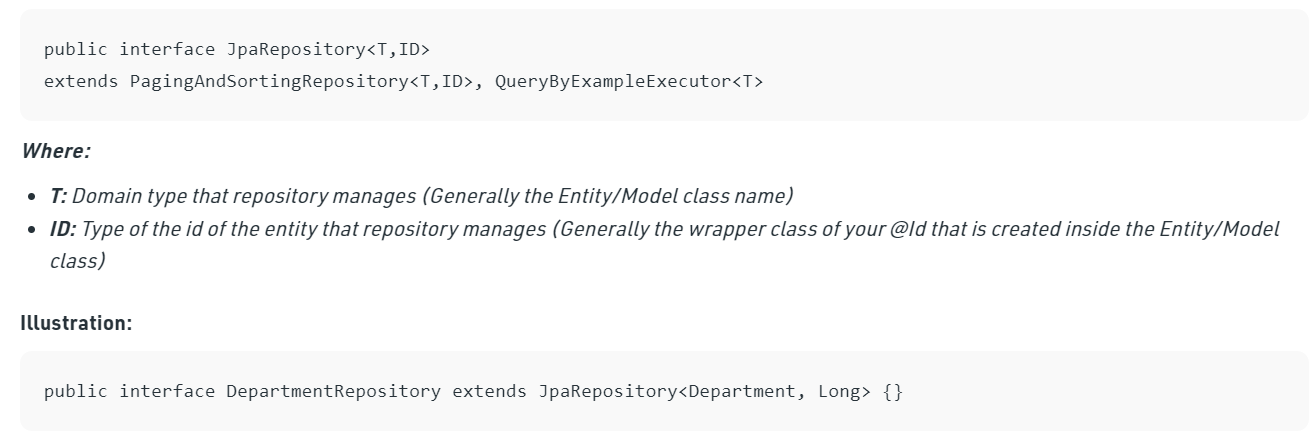 public interface JpaRepository<T,ID>
extends PagingAndSortingRepository<T,ID>, QueryByExampleExecutor<T>
Where:
• T: Domain type that repository manages (Generally the Entity/Model class name)
• ID: Type of the id of the entity that repository manages (Generally the wrapper class of your @Id that is created inside the Entity/Model
class)
Illustration:
public interface DepartmentRepository extends JpaRepository<Department, Long> {}